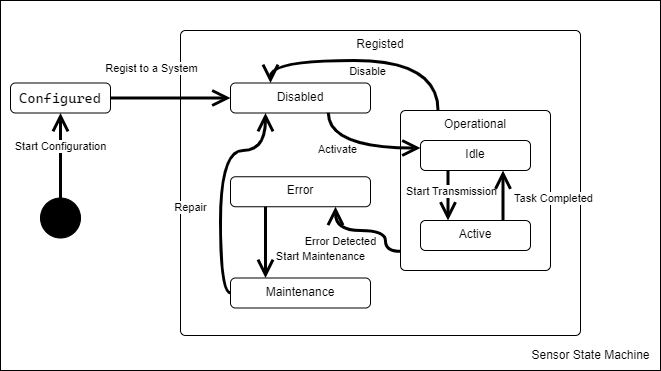 Registed
Regist to a System
Disable
Configured
Disabled
Operational
Start Configuration
Activate
Idle
Error
Start Transmission
Task Completed
Repair
Error Detected
Active
Start Maintenance
Maintenance
Sensor State Machine